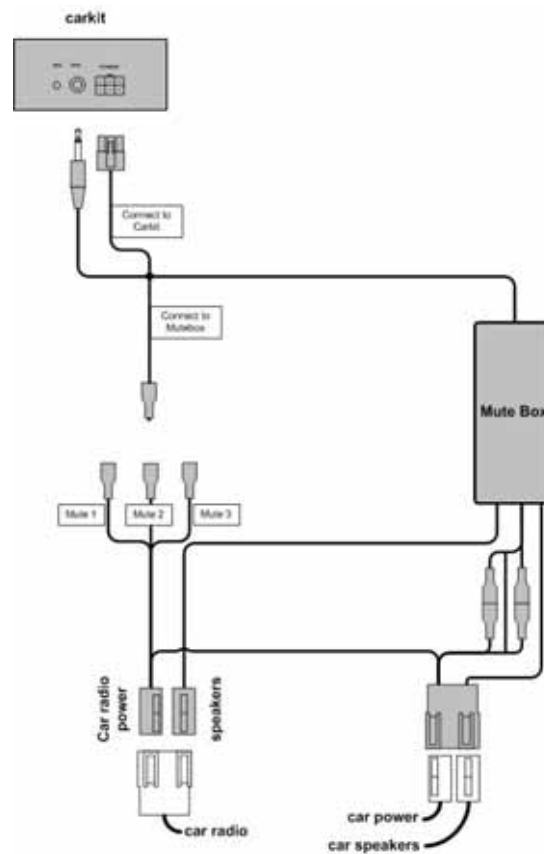 carkit
POWER
Connect to
Carkit
Connect to
Mutebox
Mute Box
Mute 1
Mute 2
Mute 3
Car radio
power
speakers
car power
car radio
car speakers